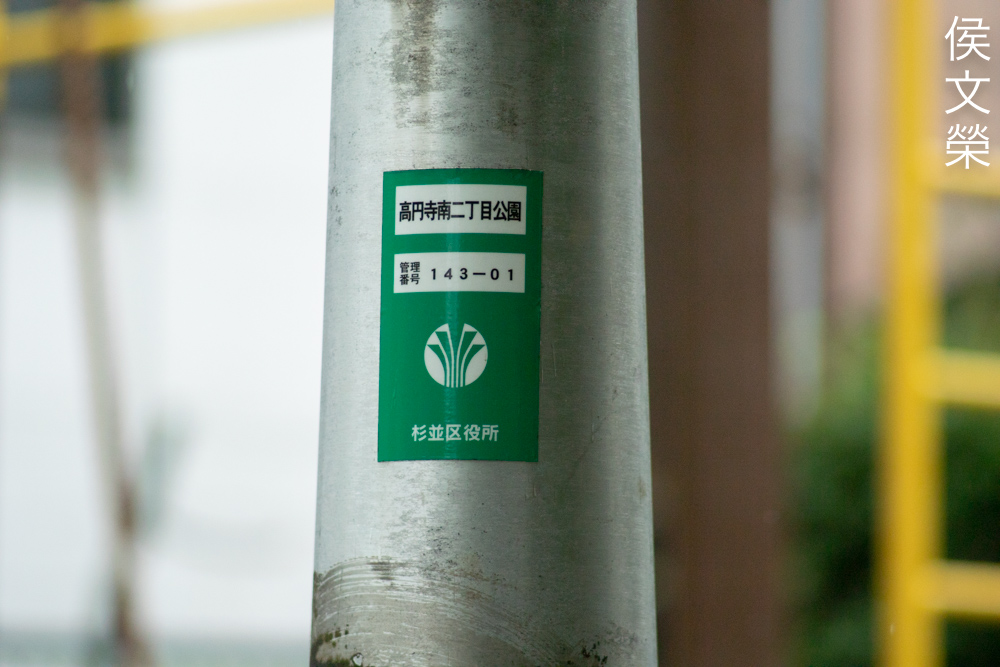 高円寺南二丁目公園
管理
番号 143-01
杉並区役所
侯文榮